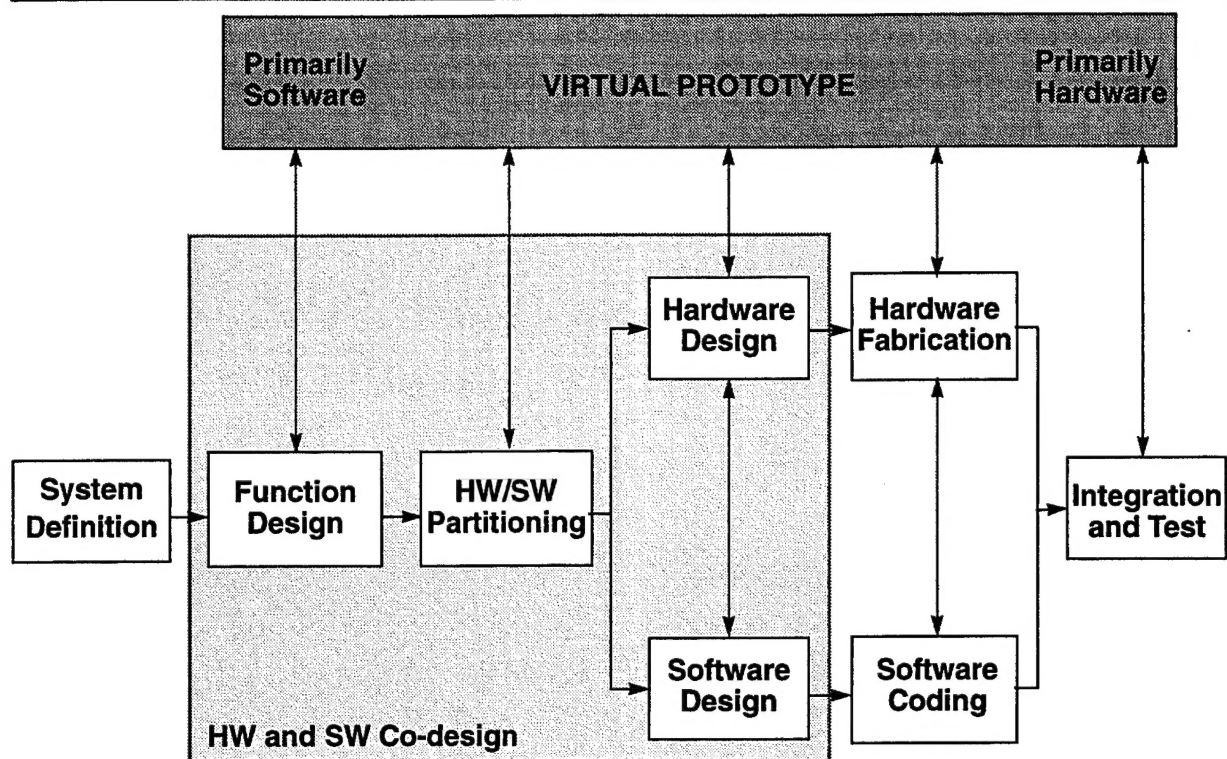 Primarily
Software
VIRTUAL PROTOTYPE
Primarily
Hardware
Hardware
Design
Hardware
Fabrication
System
Definition
Function
Design
HW/SW
Partitioning
Integration
and Test
Software
Design
Software
Coding
HW and SW Co-design